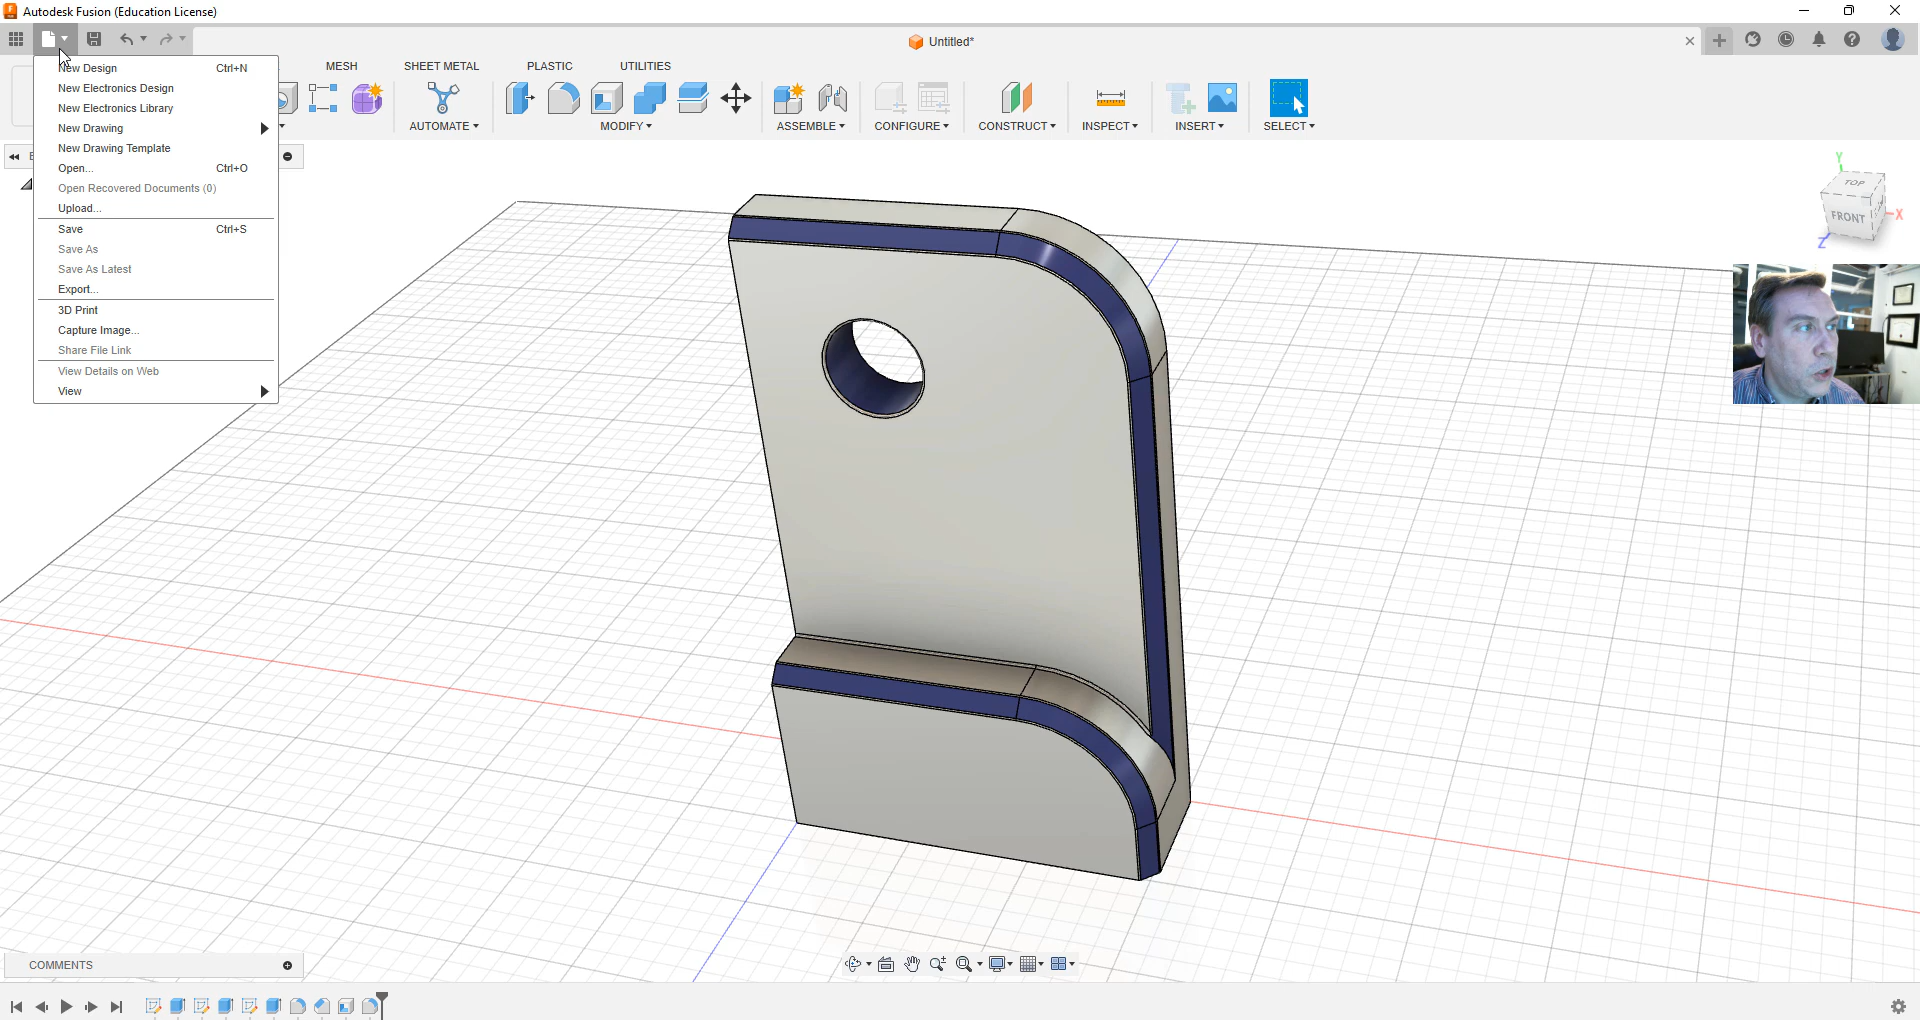 Autodesk Fusion (Education License)
Untitled*
MESH
SHEET METAL
PLASTIC
UTILITIES
AUTOMATE
MODIFY
ASSEMBLE
CONFIGURE
CONSTRUCT
INSPECT
INSERT
SELECT
New Design Ctrl+N
New Electronics Design
New Electronics Library
New Drawing
New Drawing Template
Open... Ctrl+O
Open Recovered Documents (0)
Upload...
Save Ctrl+S
Save As
Save As Latest
Export...
3D Print
Capture Image...
Share File Link
View Details on Web
View
Y
TOP
FRONT
X
Z
COMMENTS